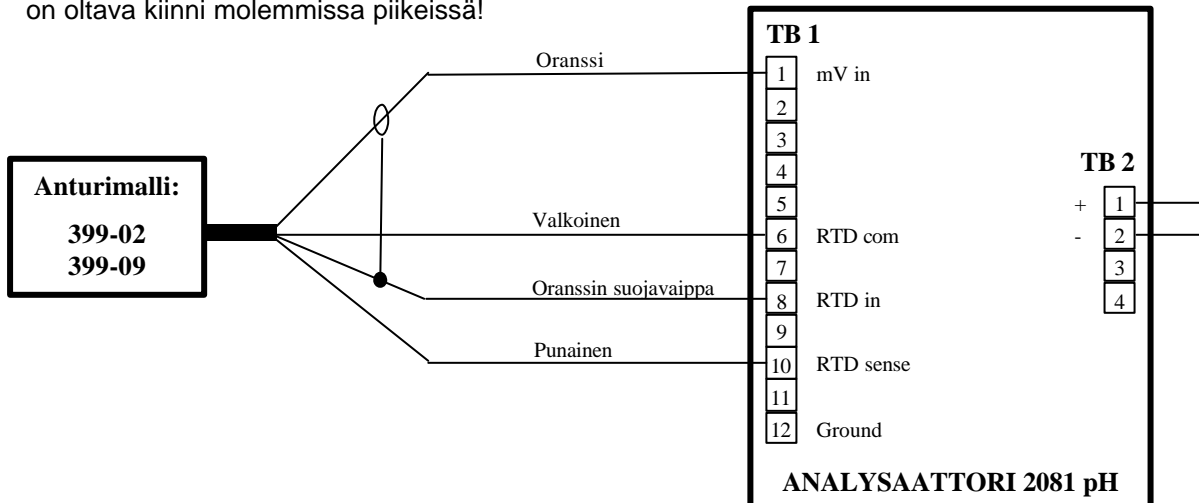 on oltava kiinni molemmissa piikeissä!
TB 1
Oranssi
1 mV in
2
3
4
TB 2
Anturimalli:
399-02
399-09
5
+ 1
Valkoinen
6 RTD com
- 2
7
3
Oranssin suojavaippa
8 RTD in
4
9
Punainen
10 RTD sense
11
12 Ground
ANALYSAATTORI 2081 pH